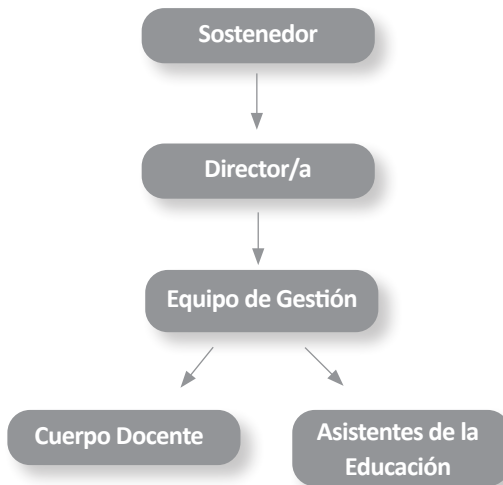 Sostenedor
Director/a
Equipo de Gestión
Cuerpo Docente
Asistentes de la
Educación